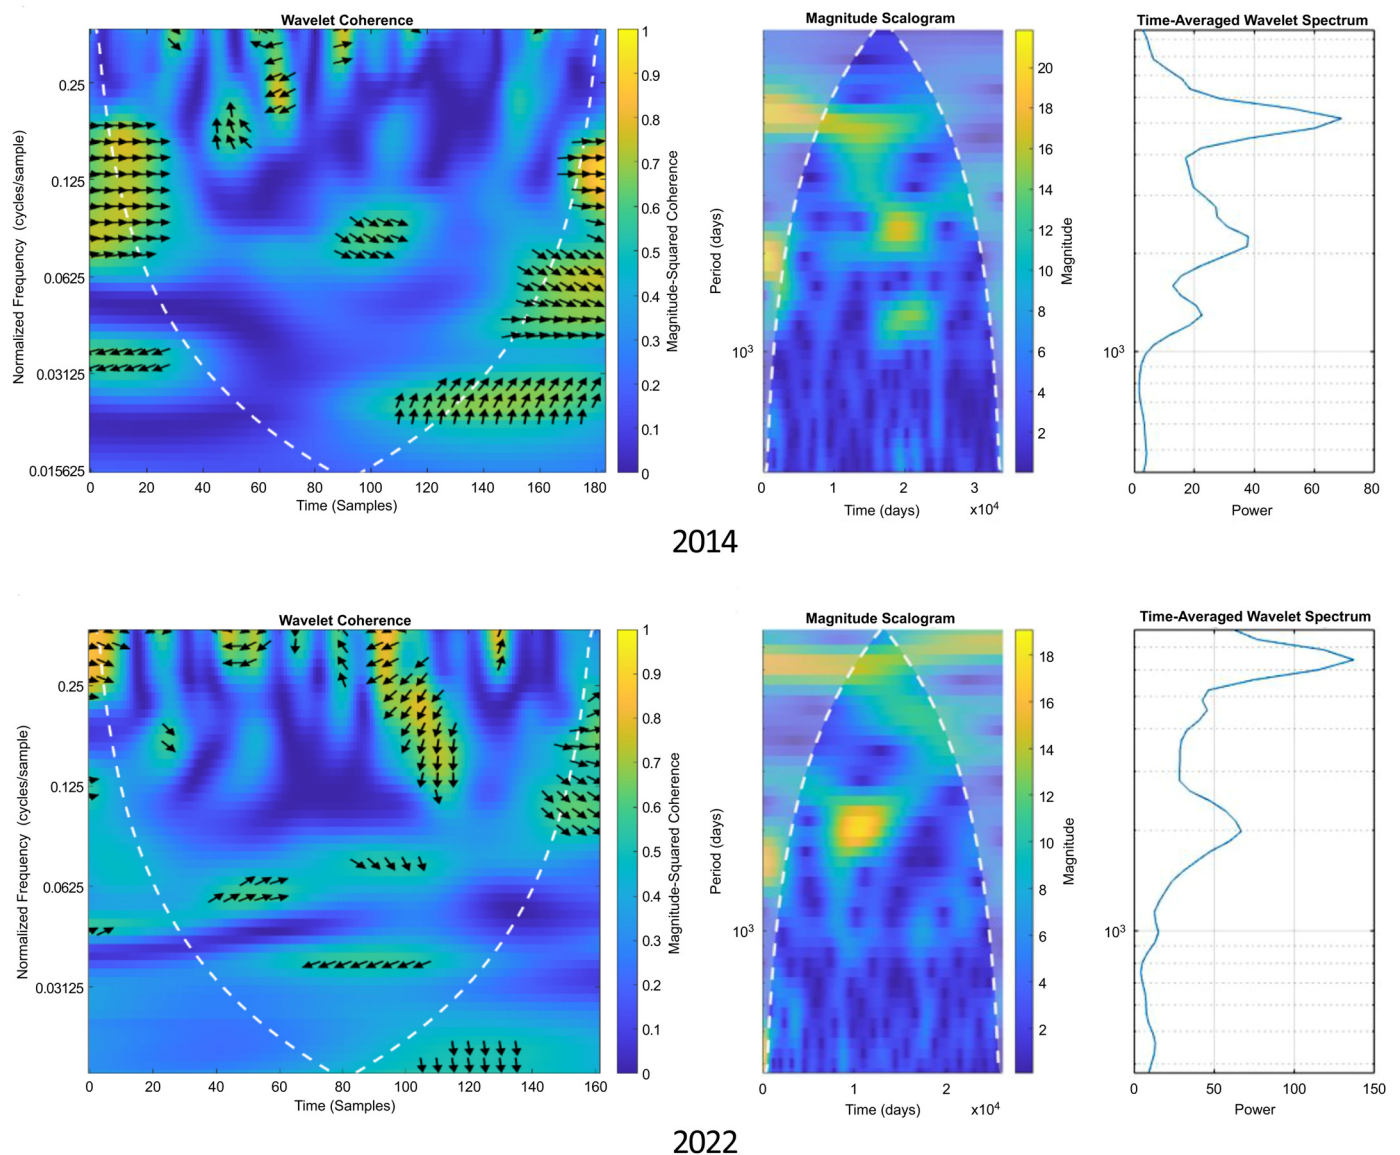 Wavelet Coherence
Magnitude Scalogram
Time-Averaged Wavelet Spectrum
Normalized Frequency (cycles/sample)
0.25
0.125
0.0625
0.03125
0.015625
0 20 40 60 80 100 120 140 160 180
Time (Samples)
1
0.9
0.8
0.7
0.6
0.5
0.4
0.3
0.2
0.1
0
Magnitude-Squared Coherence
Period (days)
10³
0 1 2 3
Time (days) x10⁴
20
18
16
14
12
10
8
6
4
2
Magnitude
10³
0 20 40 60 80
Power
2014
Wavelet Coherence
Magnitude Scalogram
Time-Averaged Wavelet Spectrum
Normalized Frequency (cycles/sample)
0.25
0.125
0.0625
0.03125
0 20 40 60 80 100 120 140 160
Time (Samples)
1
0.9
0.8
0.7
0.6
0.5
0.4
0.3
0.2
0.1
0
Magnitude-Squared Coherence
Period (days)
10³
0 1 2
Time (days) x10⁴
18
16
14
12
10
8
6
4
2
Magnitude
10³
0 50 100 150
Power
2022